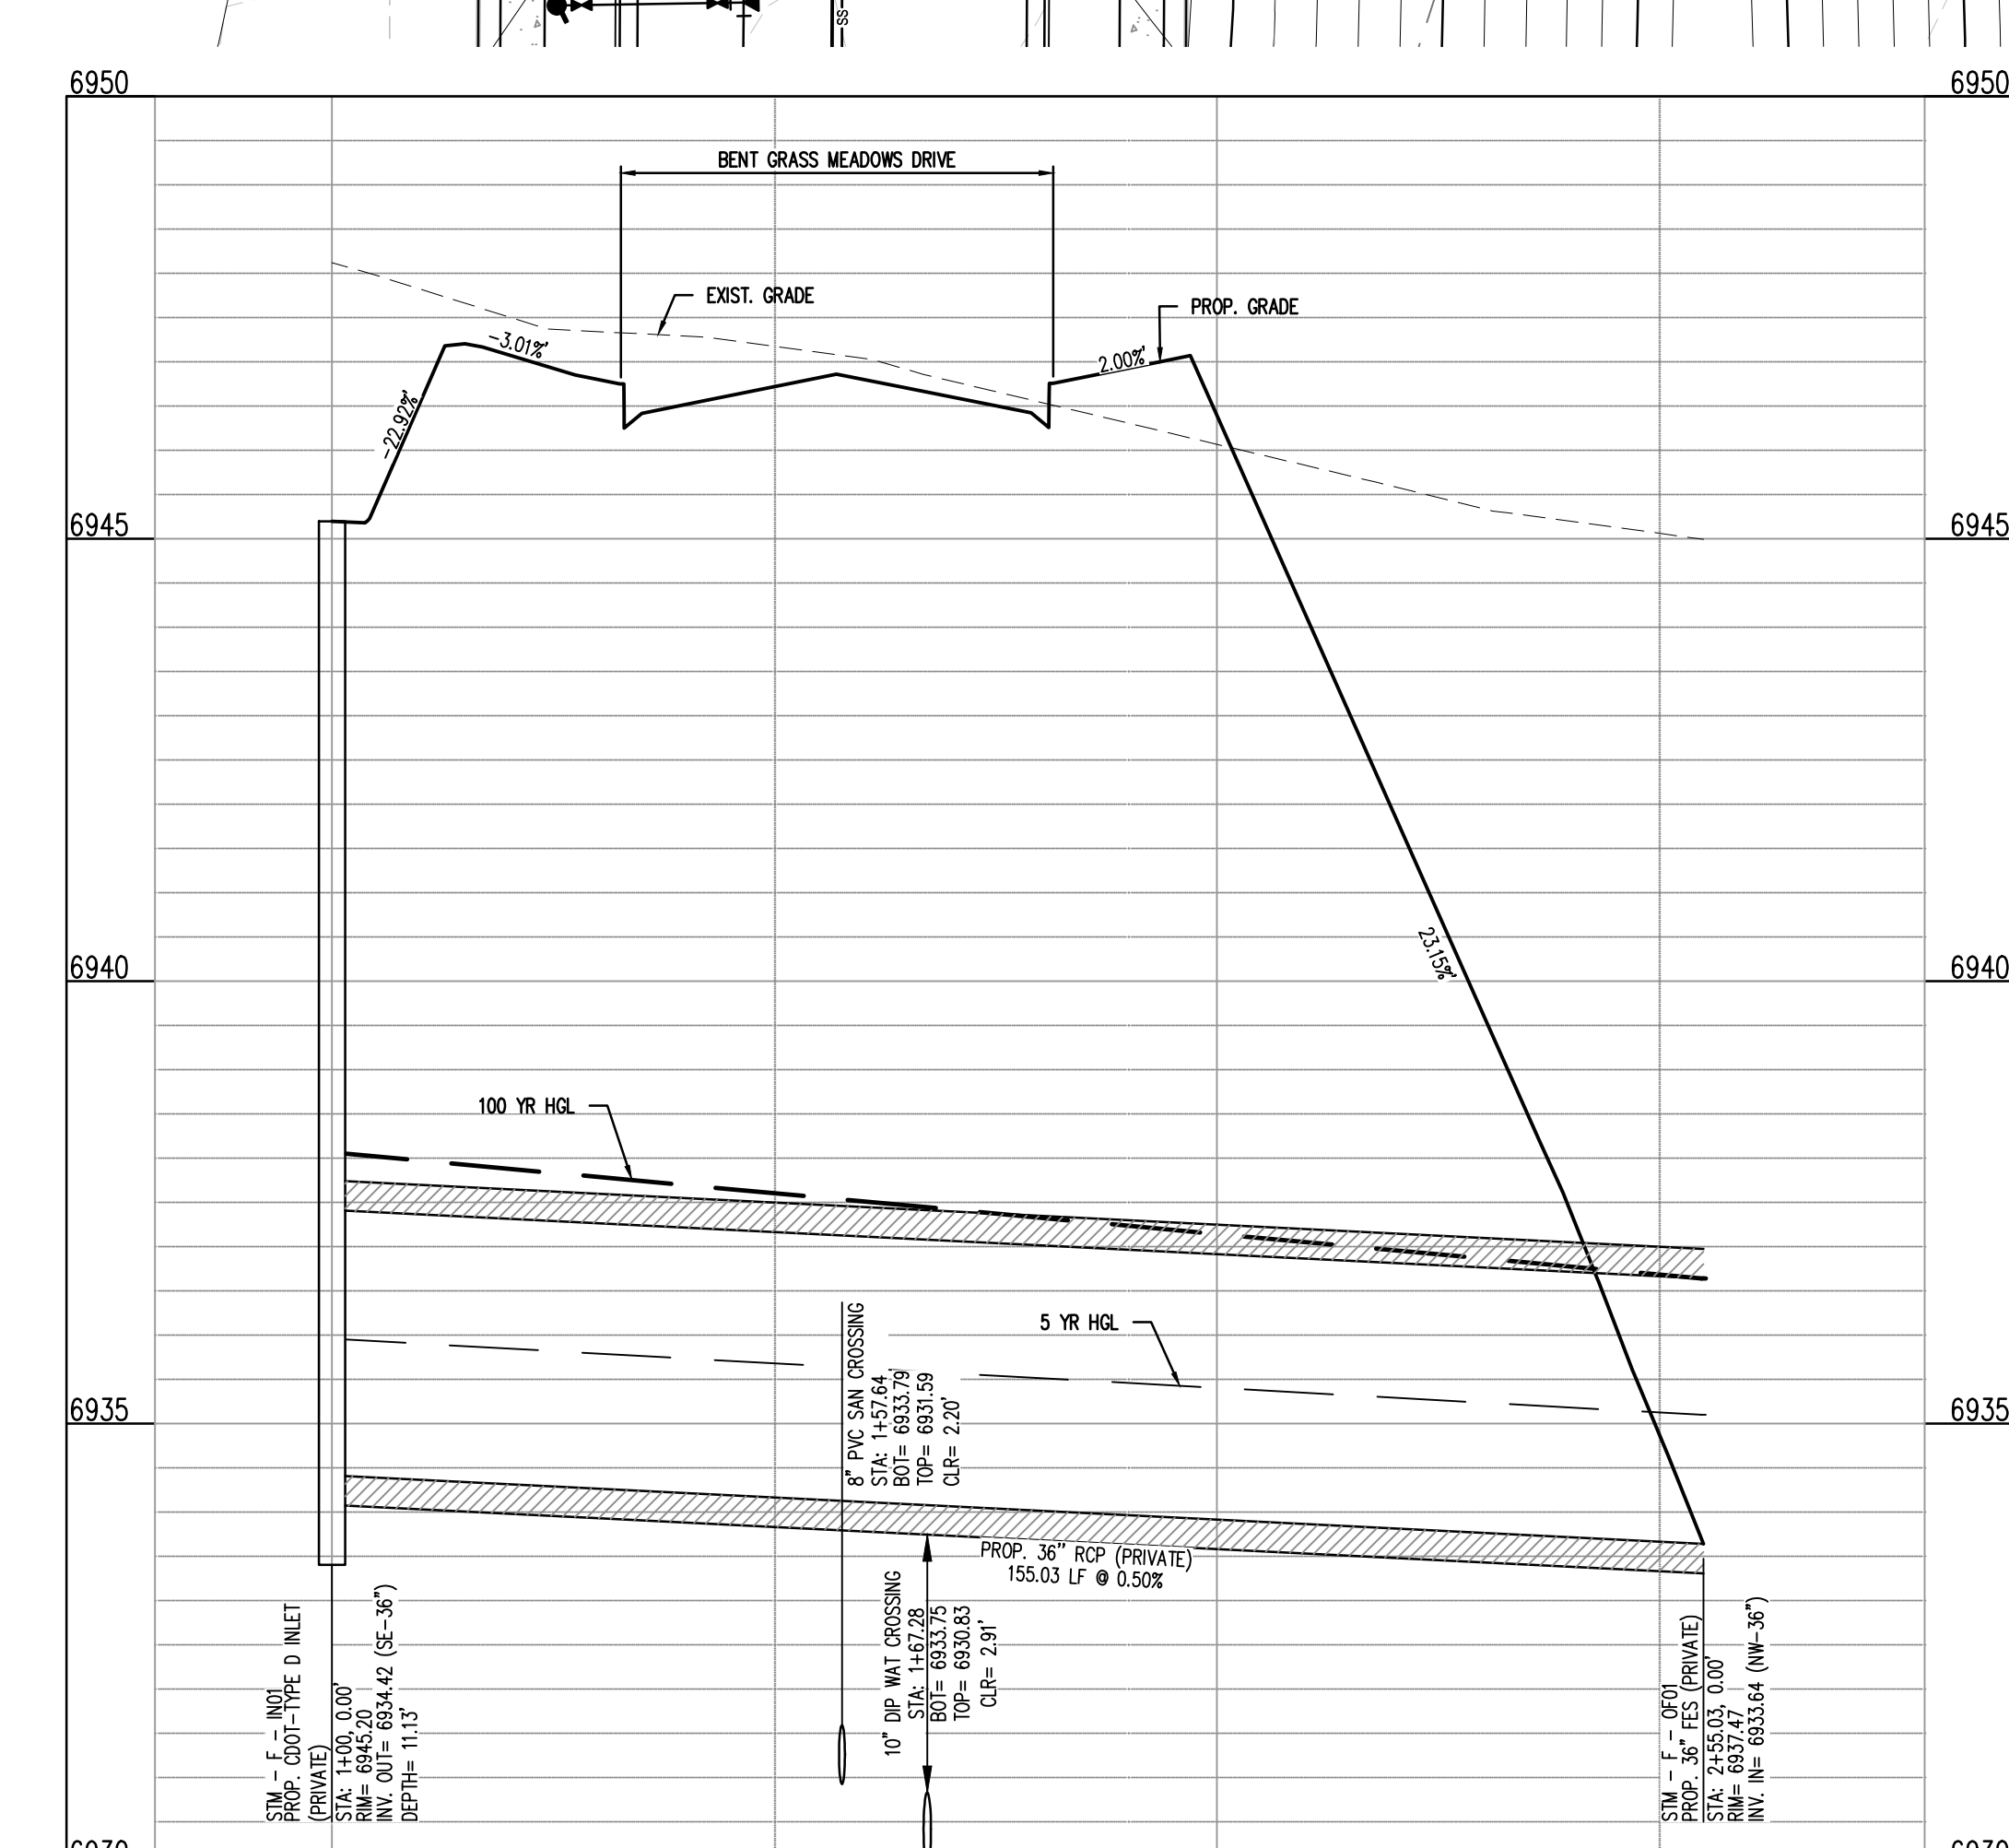 SS
6950
6950
BENT GRASS MEADOWS DRIVE
EXIST. GRADE
PROP. GRADE
-3.01%'
2.00%'
-22.92%'
6945
6945
23.15%'
6940
6940
100 YR HGL
5 YR HGL
6935
6935
8" PVC SAN CROSSING
STA: 1+57.64
BOT= 6933.79
TOP= 6931.59
CLR= 2.20'
PROP. 36" RCP (PRIVATE)
155.03 LF @ 0.50%
10" DIP WAT CROSSING
STA: 1+67.28
BOT= 6933.75
TOP= 6930.83
CLR= 2.91'
STM - F - IN01
PROP. CDOT-TYPE D INLET
(PRIVATE)
STA: 1+00, 0.00'
RIM= 6945.20
INV. OUT= 6934.42 (SE-36")
DEPTH= 11.13'
STM - F - OF01
PROP. 36" FES (PRIVATE)
STA: 2+55.03, 0.00'
RIM= 6937.47
INV. IN= 6933.64 (NW-36")